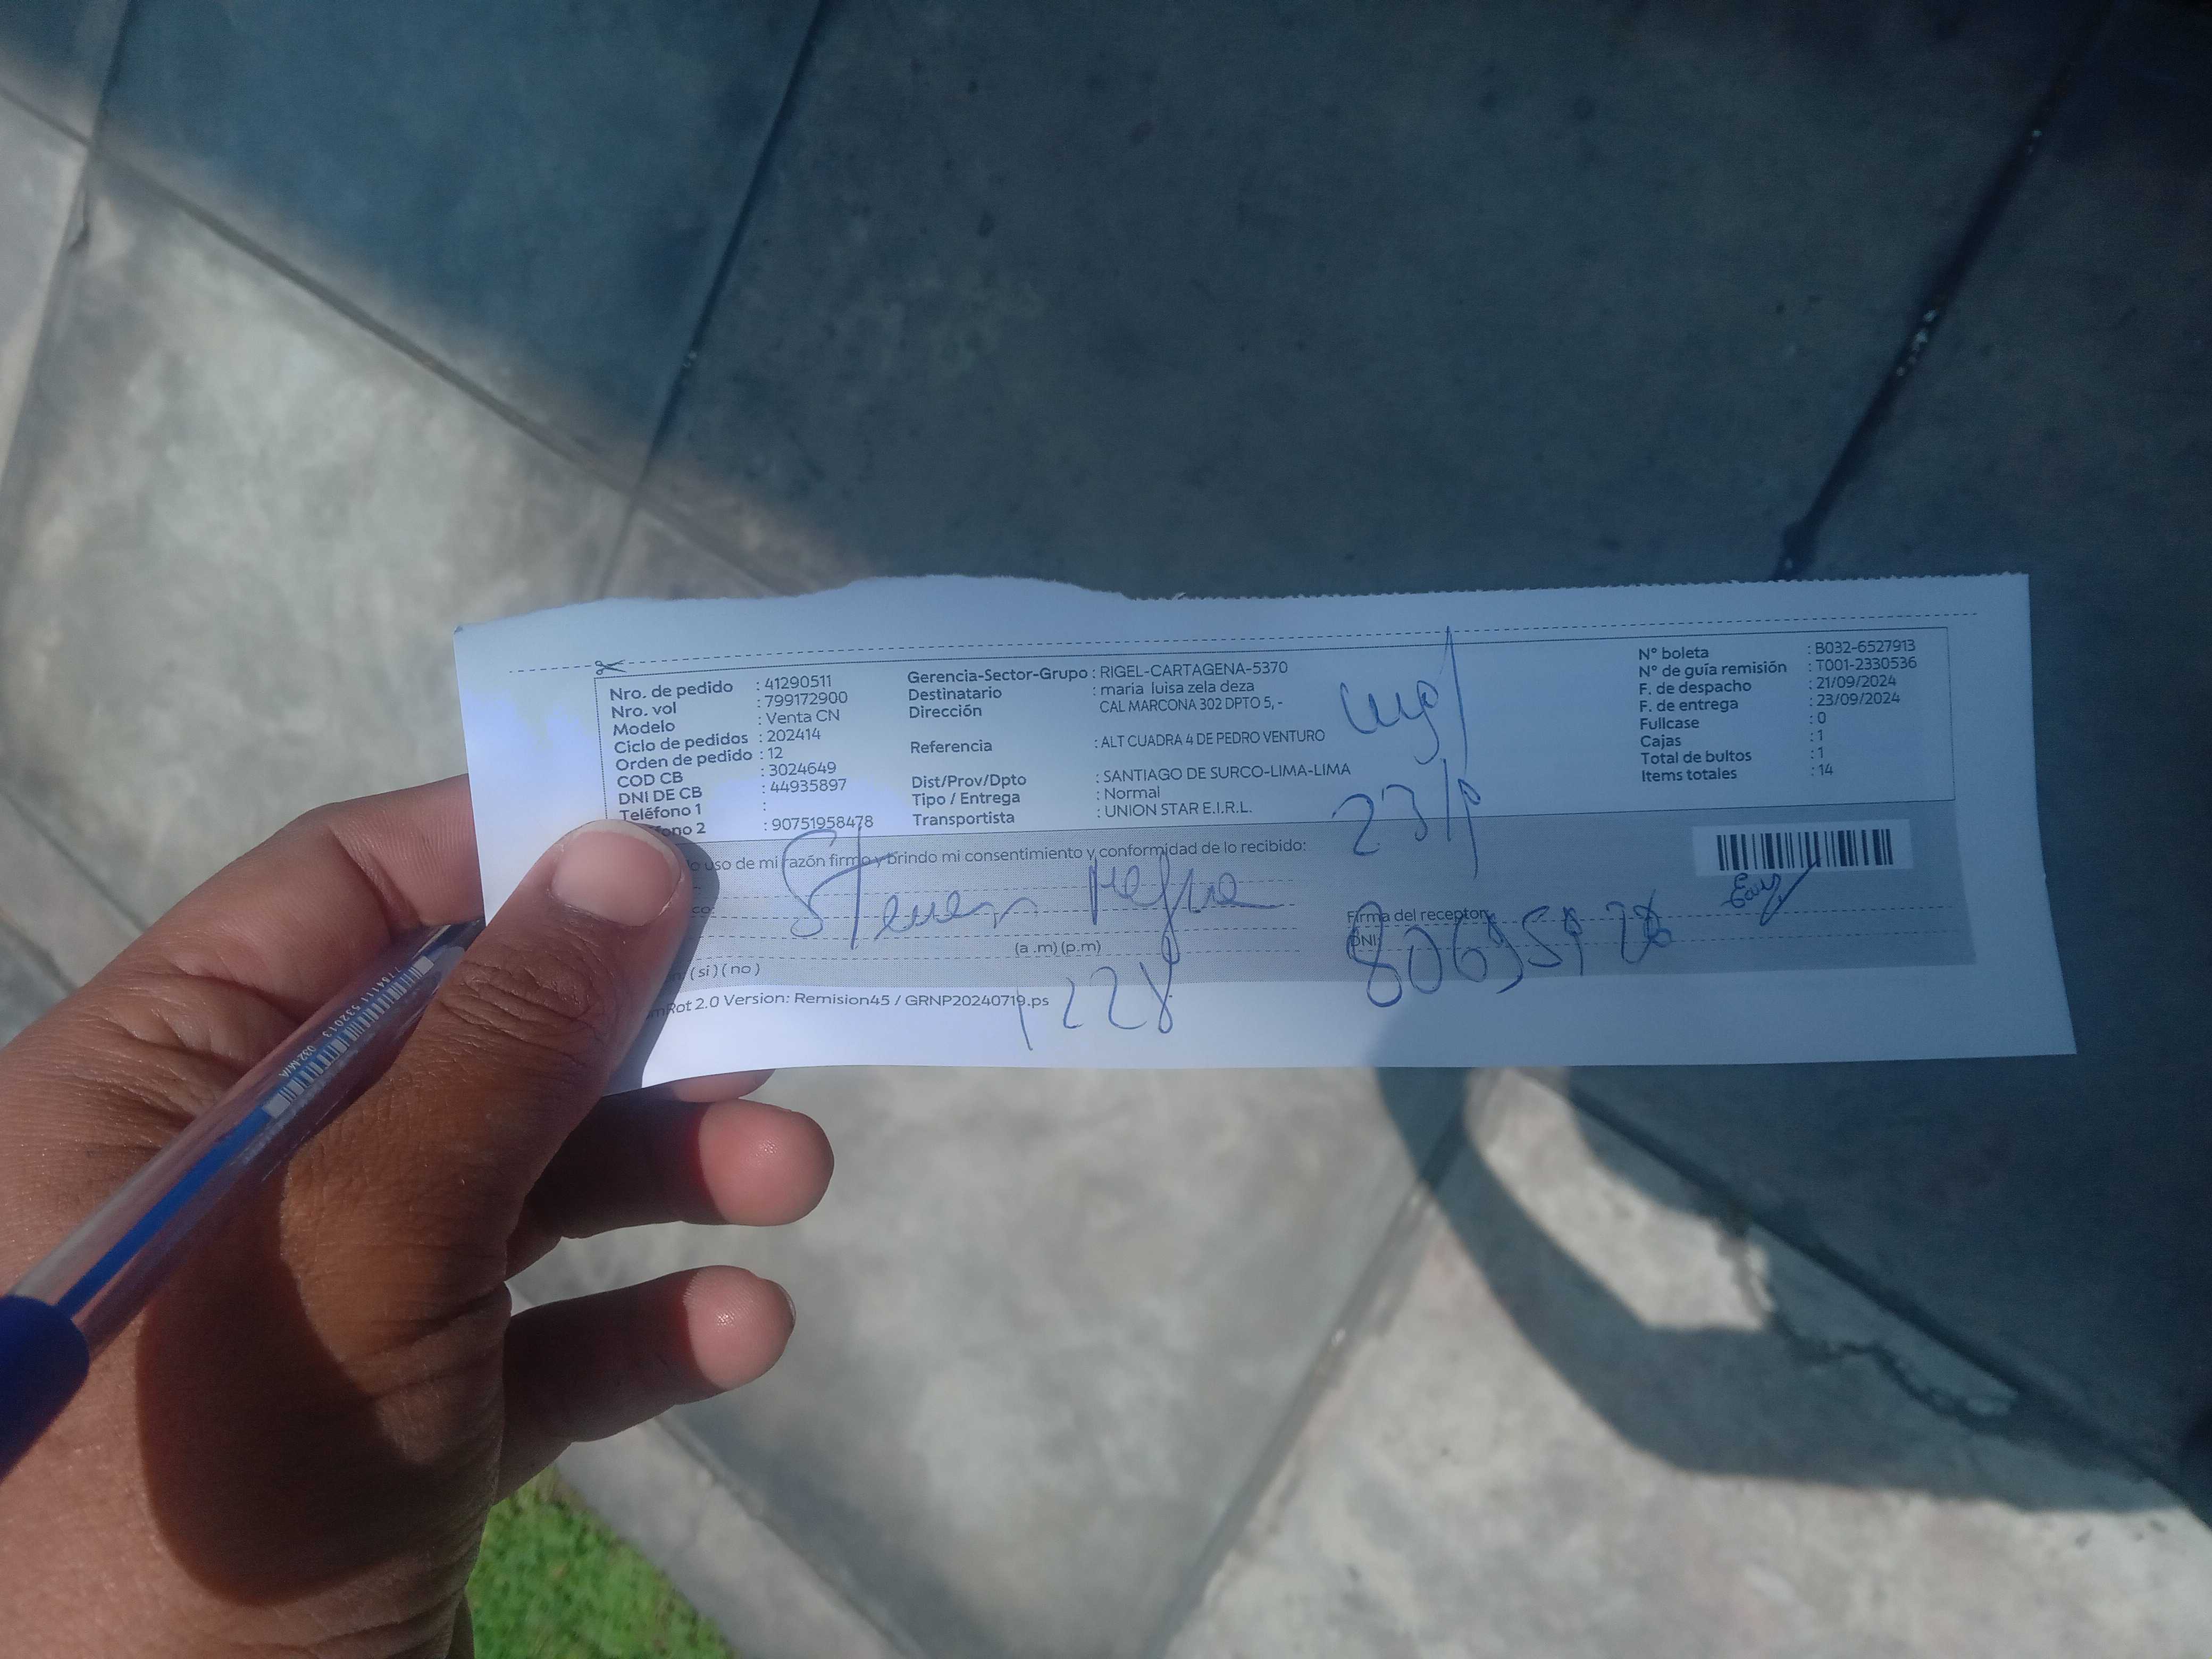 Nro. de pedido : 41290511
Nro. vol : 799172900
Modelo : Venta CN
Ciclo de pedidos : 202414
Orden de pedido : 12
COD CB : 3024649
DNI DE CB : 44935897
Teléfono 1 :
fono 2 : 90751958478
Gerencia-Sector-Grupo : RIGEL-CARTAGENA-5370
Destinatario : maria luisa zela deza
Dirección CAL MARCONA 302 DPTO 5, -
Referencia : ALT CUADRA 4 DE PEDRO VENTURO
Dist/Prov/Dpto : SANTIAGO DE SURCO-LIMA-LIMA
Tipo / Entrega : Normal
Transportista : UNION STAR E.I.R.L.
N° boleta : B032-6527913
N° de guía remisión : T001-2330536
F. de despacho : 21/09/2024
F. de entrega : 23/09/2024
Fullcase : 0
Cajas : 1
Total de bultos : 1
Items totales : 14
uso de mi razón firmo y brindo mi consentimiento y conformidad de lo recibido:
Steven
(a .m) (p.m)
Firma del receptor
DNI:
( si ) ( no )
Rot 2.0 Version: Remision45 / GRNP20240719.ps
1228
7754111 532013
032-M/A